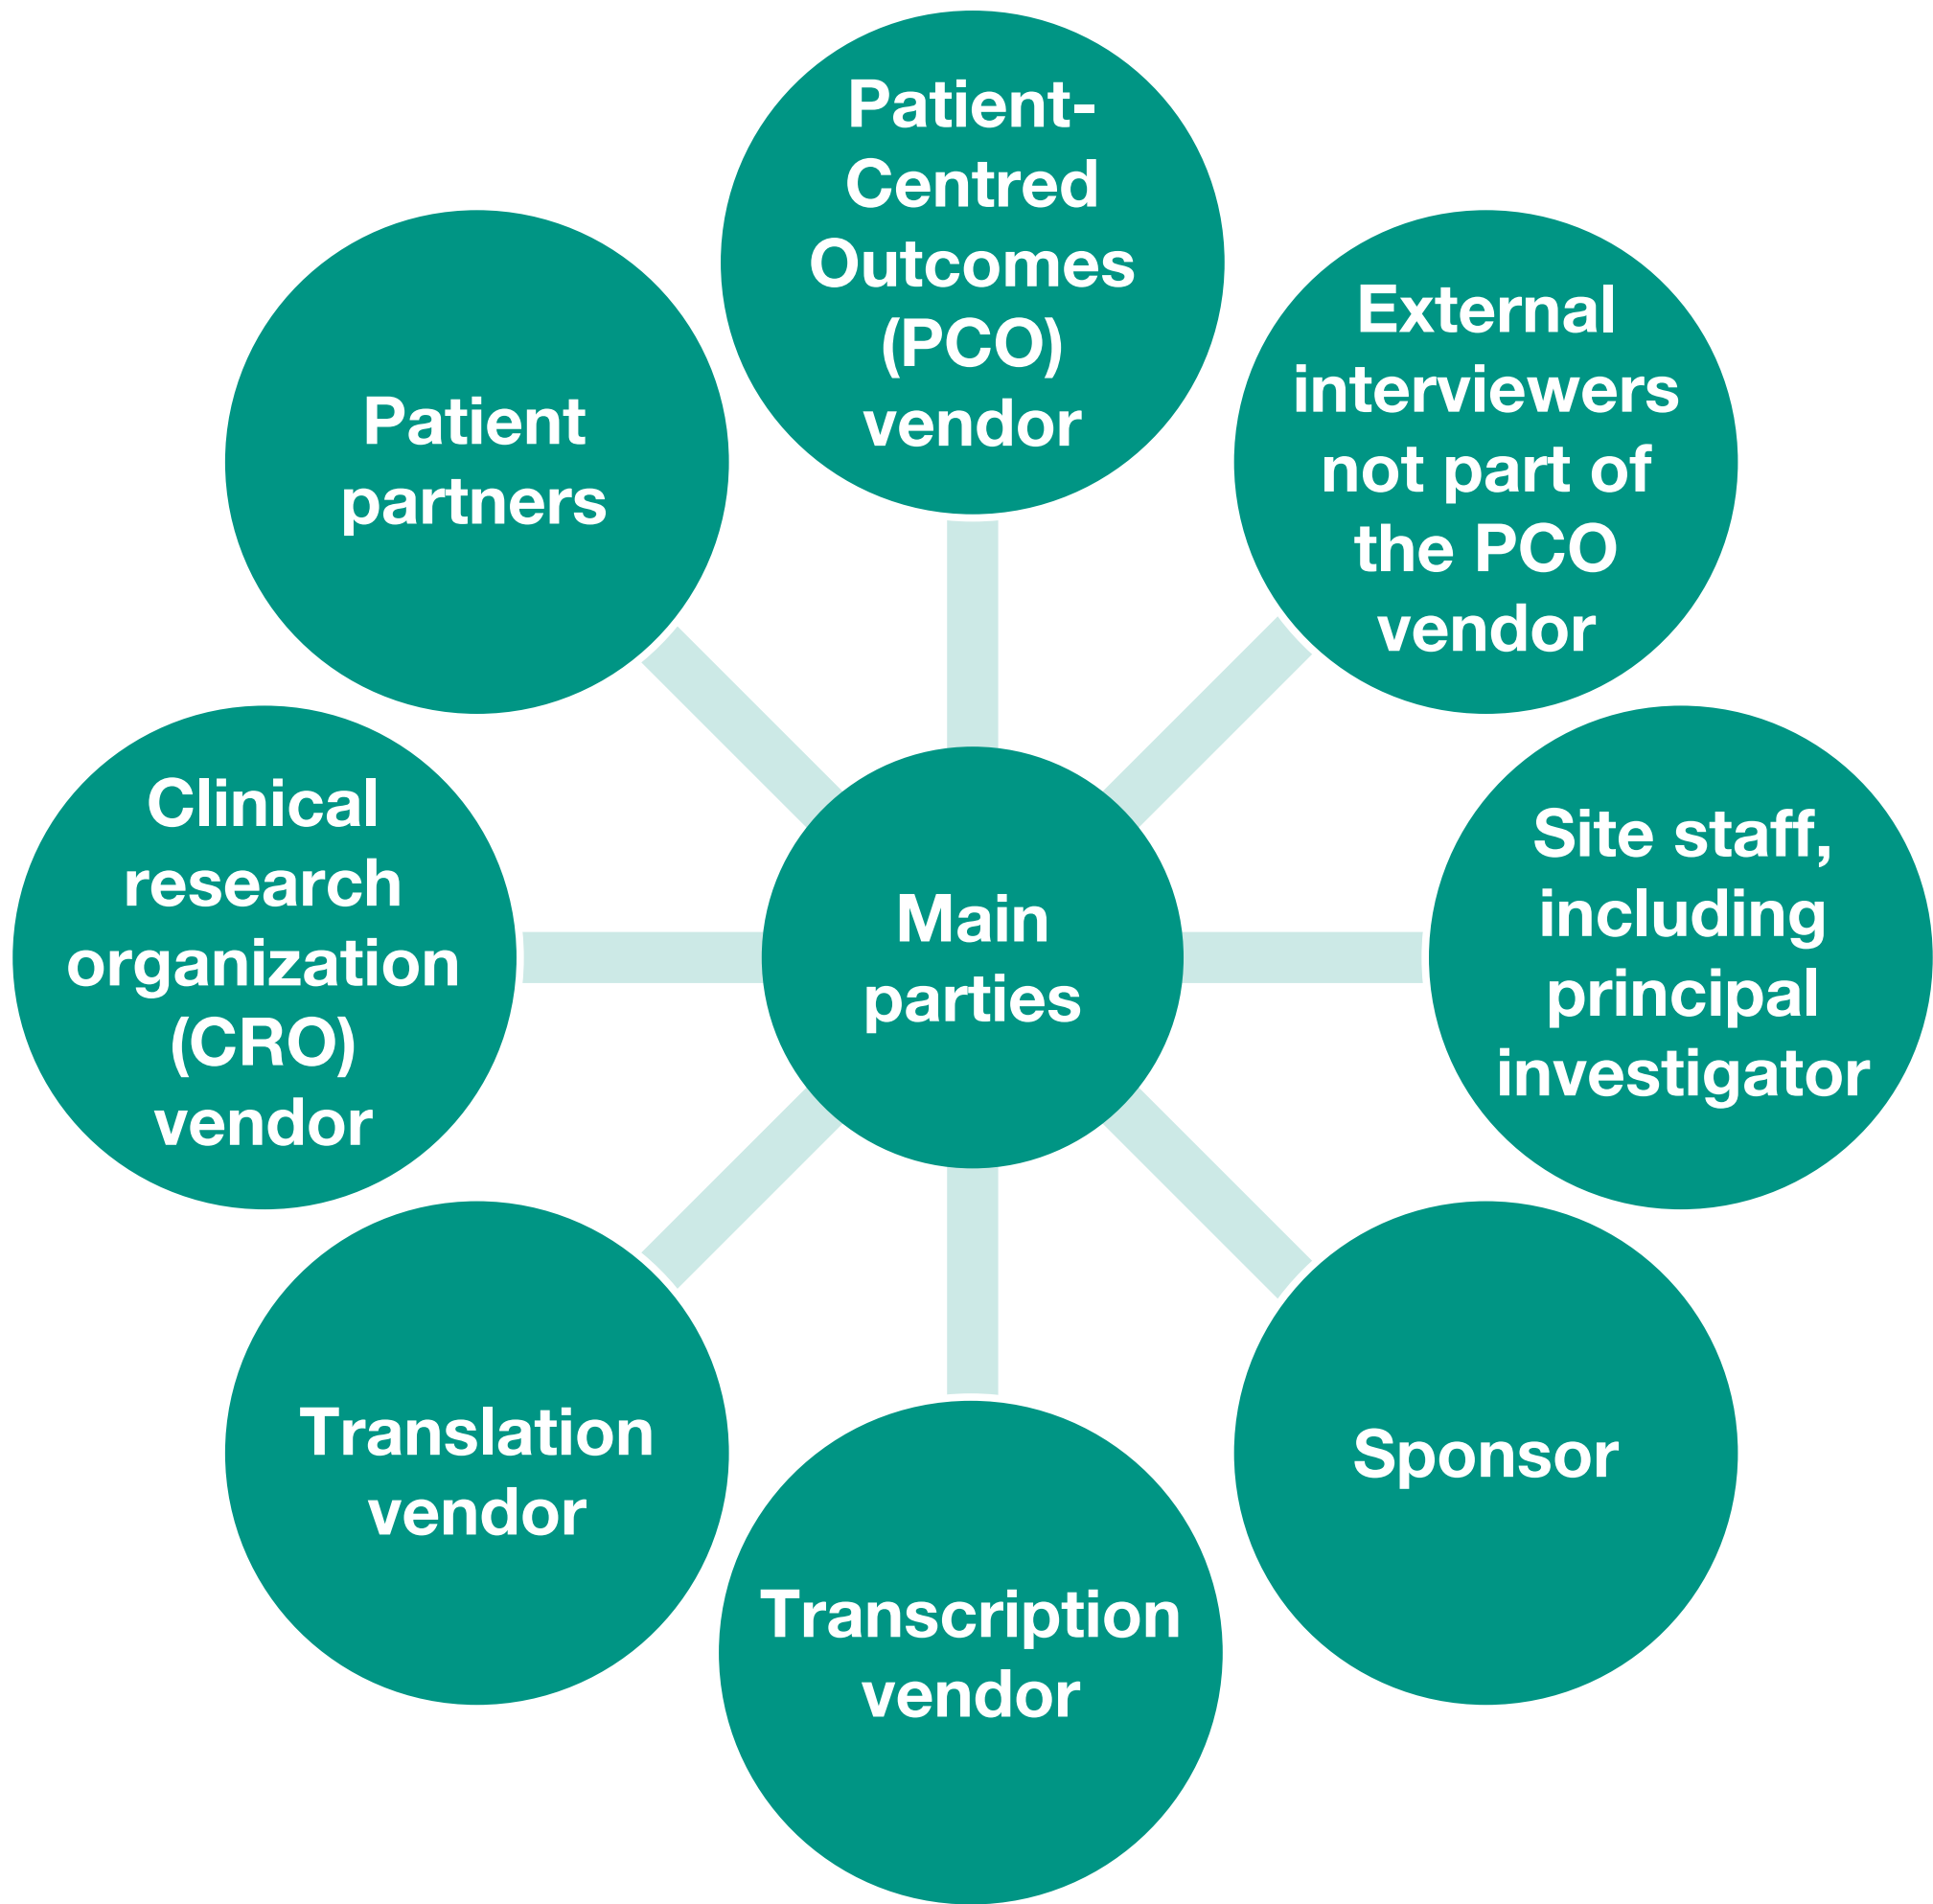 Patient-
Centred
Outcomes
(PCO)
vendor
External
interviewers
not part of
the PCO
vendor
Site staff,
including
principal
investigator
Sponsor
Transcription
vendor
Translation
vendor
Clinical
research
organization
(CRO)
vendor
Patient
partners
Main
parties